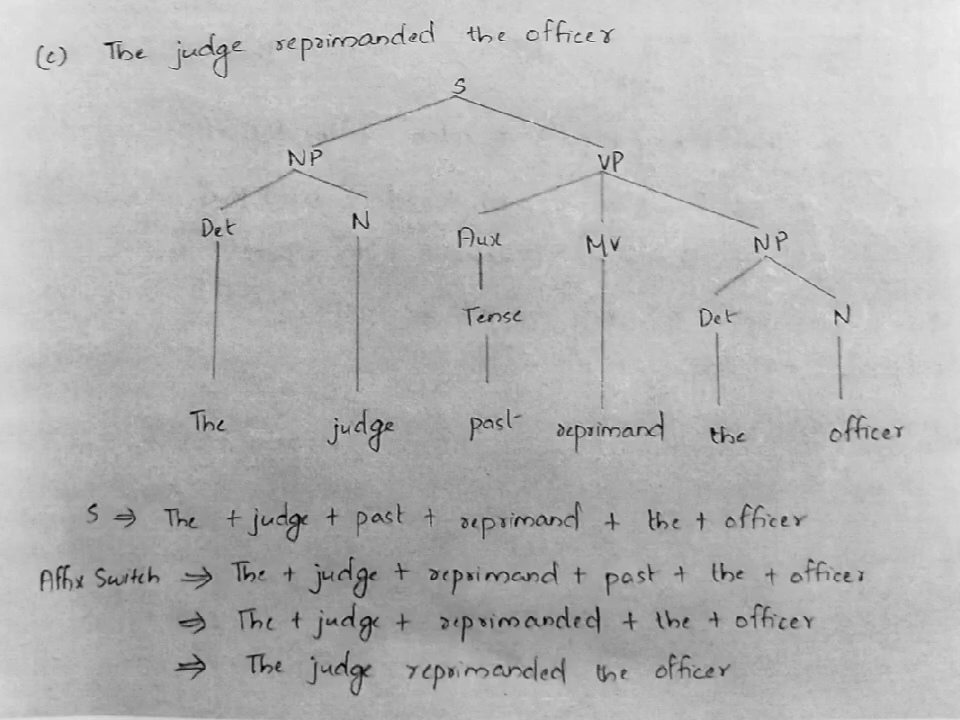 (c) The judge reprimanded the officer
S
NP VP
Det N Aux MV NP
Tense Det N
The judge past reprimand the officer
S ⇒ The + judge + past + reprimand + the + officer
Affix Switch ⇒ The + judge + reprimand + past + the + officer
⇒ The + judge + reprimanded + the + officer
⇒ The judge reprimanded the officer